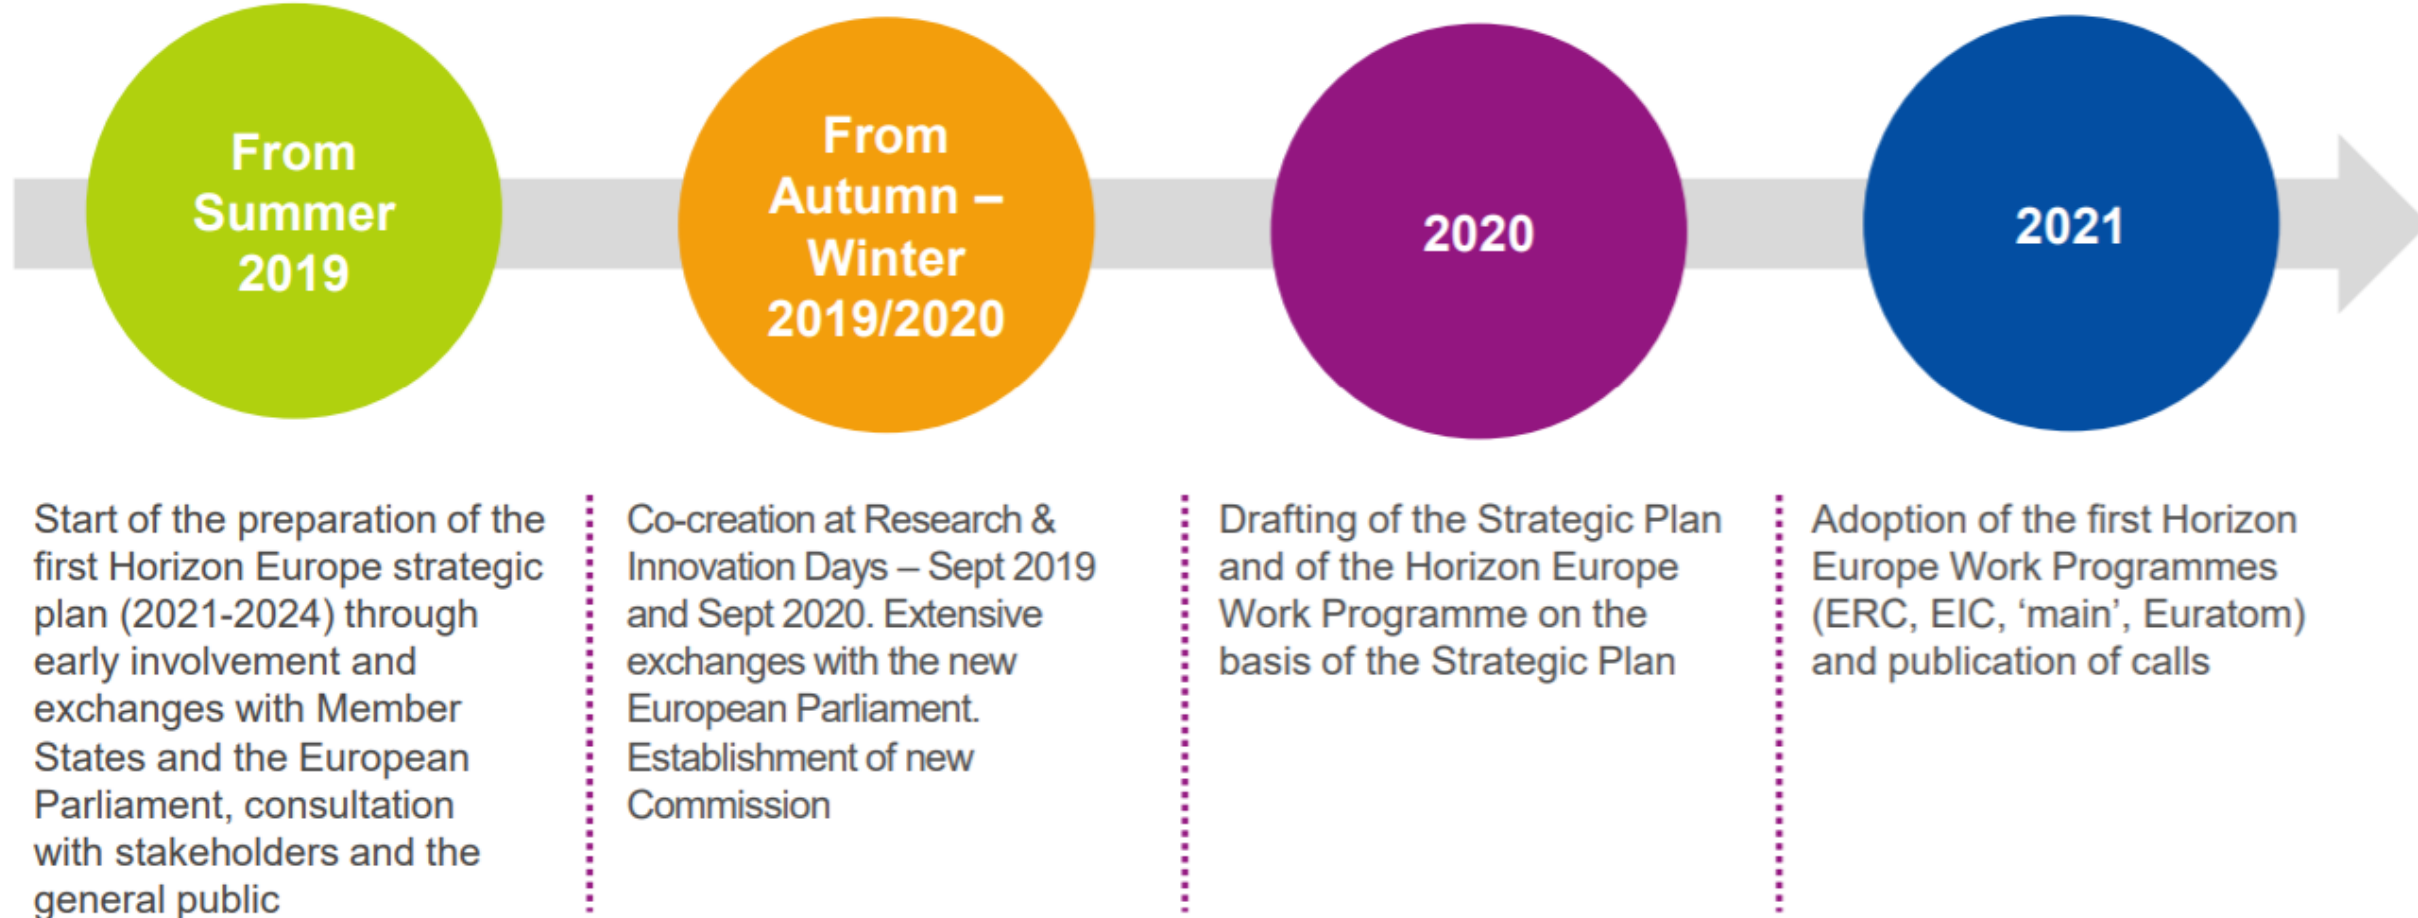 From
Summer
2019
From
Autumn –
Winter
2019/2020
2020
2021
Start of the preparation of the
first Horizon Europe strategic
plan (2021-2024) through
early involvement and
exchanges with Member
States and the European
Parliament, consultation
with stakeholders and the
general public
Co-creation at Research &
Innovation Days – Sept 2019
and Sept 2020. Extensive
exchanges with the new
European Parliament.
Establishment of new
Commission
Drafting of the Strategic Plan
and of the Horizon Europe
Work Programme on the
basis of the Strategic Plan
Adoption of the first Horizon
Europe Work Programmes
(ERC, EIC, ‘main’, Euratom)
and publication of calls